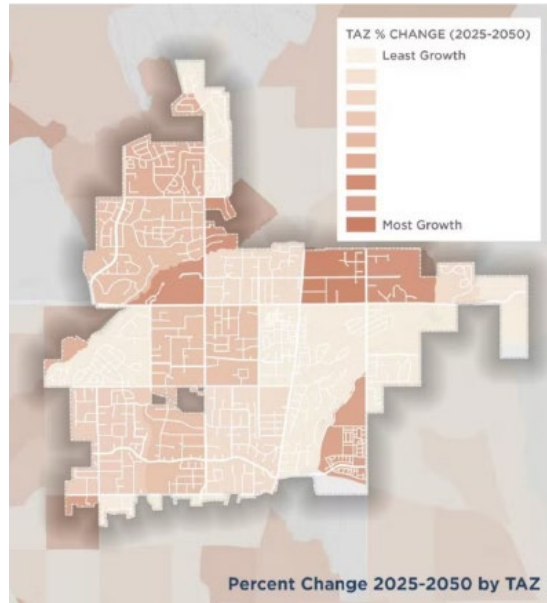 TAZ % CHANGE (2025-2050)
Least Growth
Most Growth
Percent Change 2025-2050 by TAZ